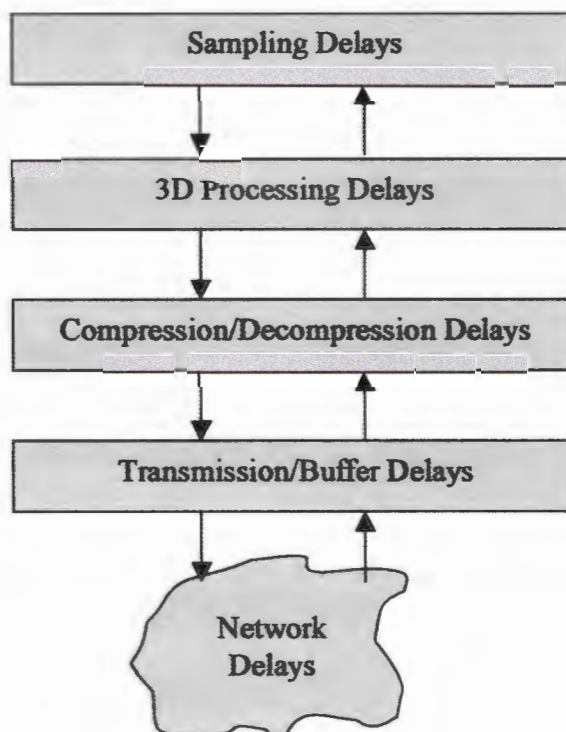 Sampling Delays
3D Processing Delays
Compression/Decompression Delays
Transmission/Buffer Delays
Network
Delays